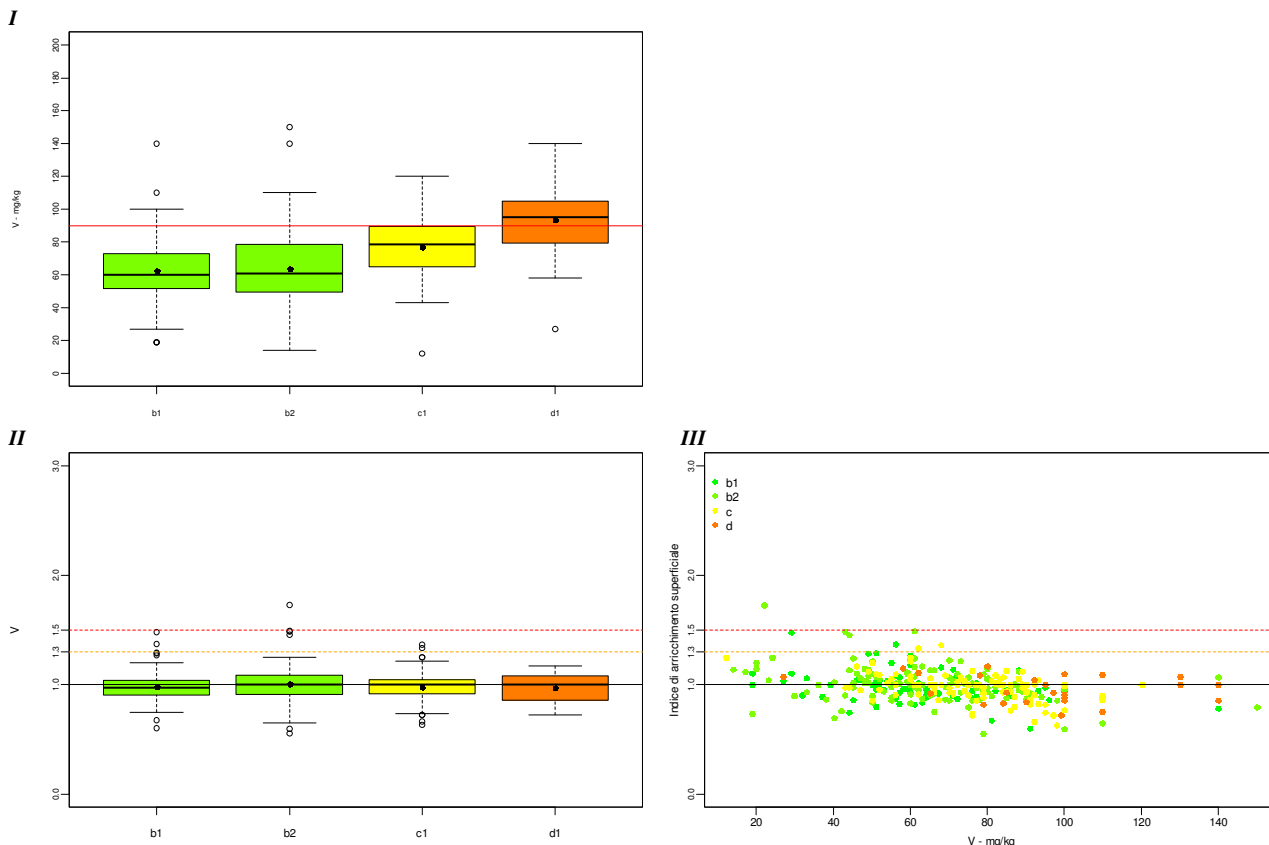 I
V - mg/kg
200
180
160
140
120
100
80
60
40
20
0
b1 b2 c1 d1
II
V
3.0
2.0
1.5
1.3
1.0
0.0
b1 b2 c1 d1
III
Indice di arricchimento superficiale
3.0
2.0
1.5
1.3
1.0
0.0
b1
b2
c
d
20 40 60 80 100 120 140
V - mg/kg